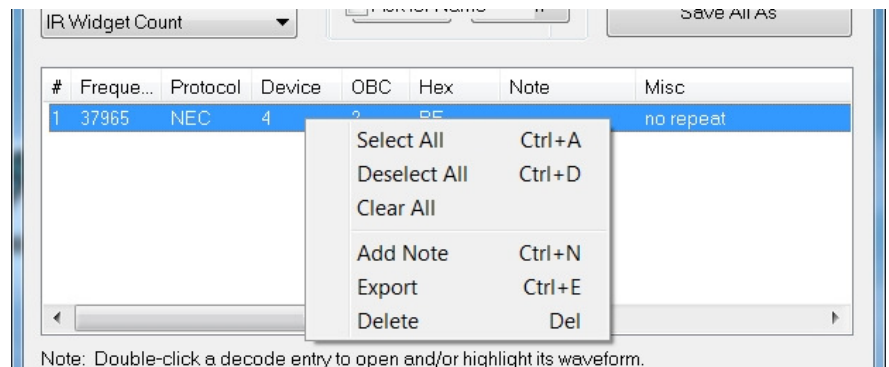 IR Widget Count
Save All As
# Freque... Protocol Device OBC Hex Note Misc
1 37965 NEC 4 no repeat
Select All Ctrl+A
Deselect All Ctrl+D
Clear All
Add Note Ctrl+N
Export Ctrl+E
Delete Del
Note: Double-click a decode entry to open and/or highlight its waveform.